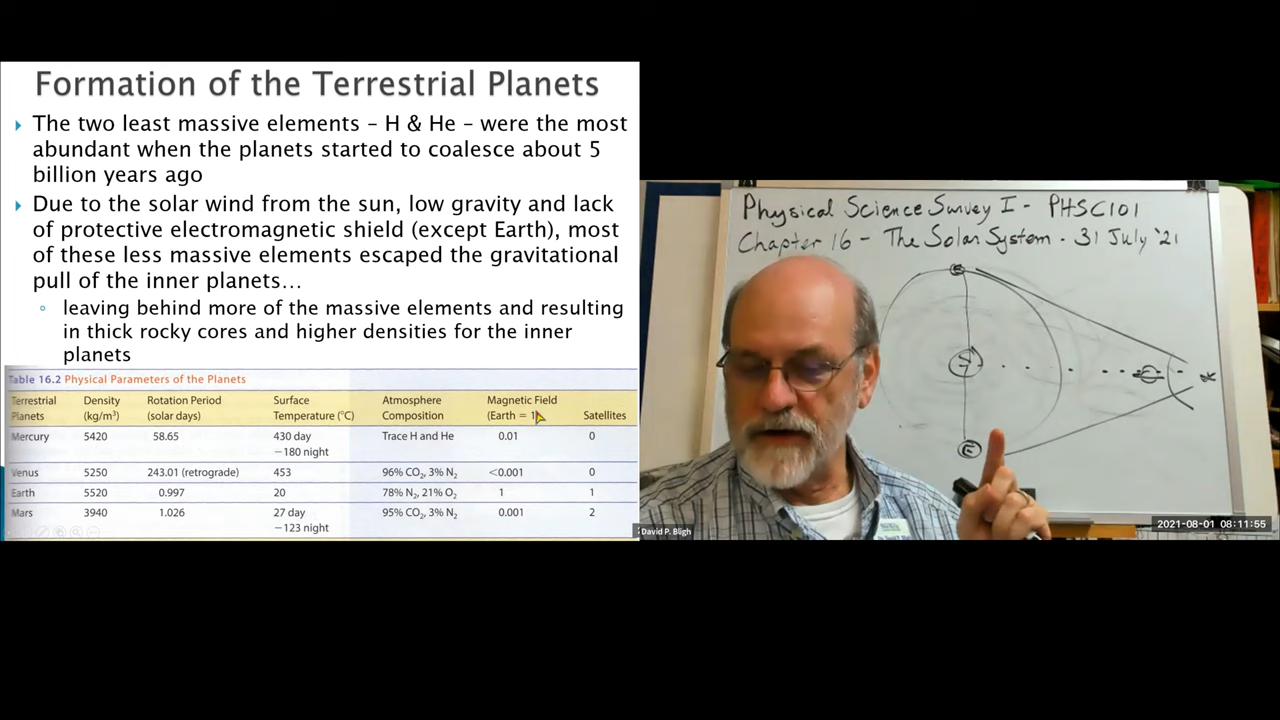 Formation of the Terrestrial Planets
The two least massive elements – H & He – were the most
abundant when the planets started to coalesce about 5
billion years ago
Due to the solar wind from the sun, low gravity and lack
of protective electromagnetic shield (except Earth), most
of these less massive elements escaped the gravitational
pull of the inner planets…
leaving behind more of the massive elements and resulting
in thick rocky cores and higher densities for the inner
planets
Table 16.2 Physical Parameters of the Planets
Terrestrial Density Rotation Period Surface Atmosphere Magnetic Field
Planets (kg/m³) (solar days) Temperature (°C) Composition (Earth = 1) Satellites
Mercury 5420 58.65 430 day Trace H and He 0.01 0
−180 night
Venus 5250 243.01 (retrograde) 453 96% CO₂, 3% N₂ <0.001 0
Earth 5520 0.997 20 78% N₂, 21% O₂ 1 1
Mars 3940 1.026 27 day 95% CO₂, 3% N₂ 0.001 2
−123 night
Physical Science Survey I - PHSC101
Chapter 16 - The Solar System - 31 July '21
E
E
2021-08-01 08:11:55
David P. Bligh